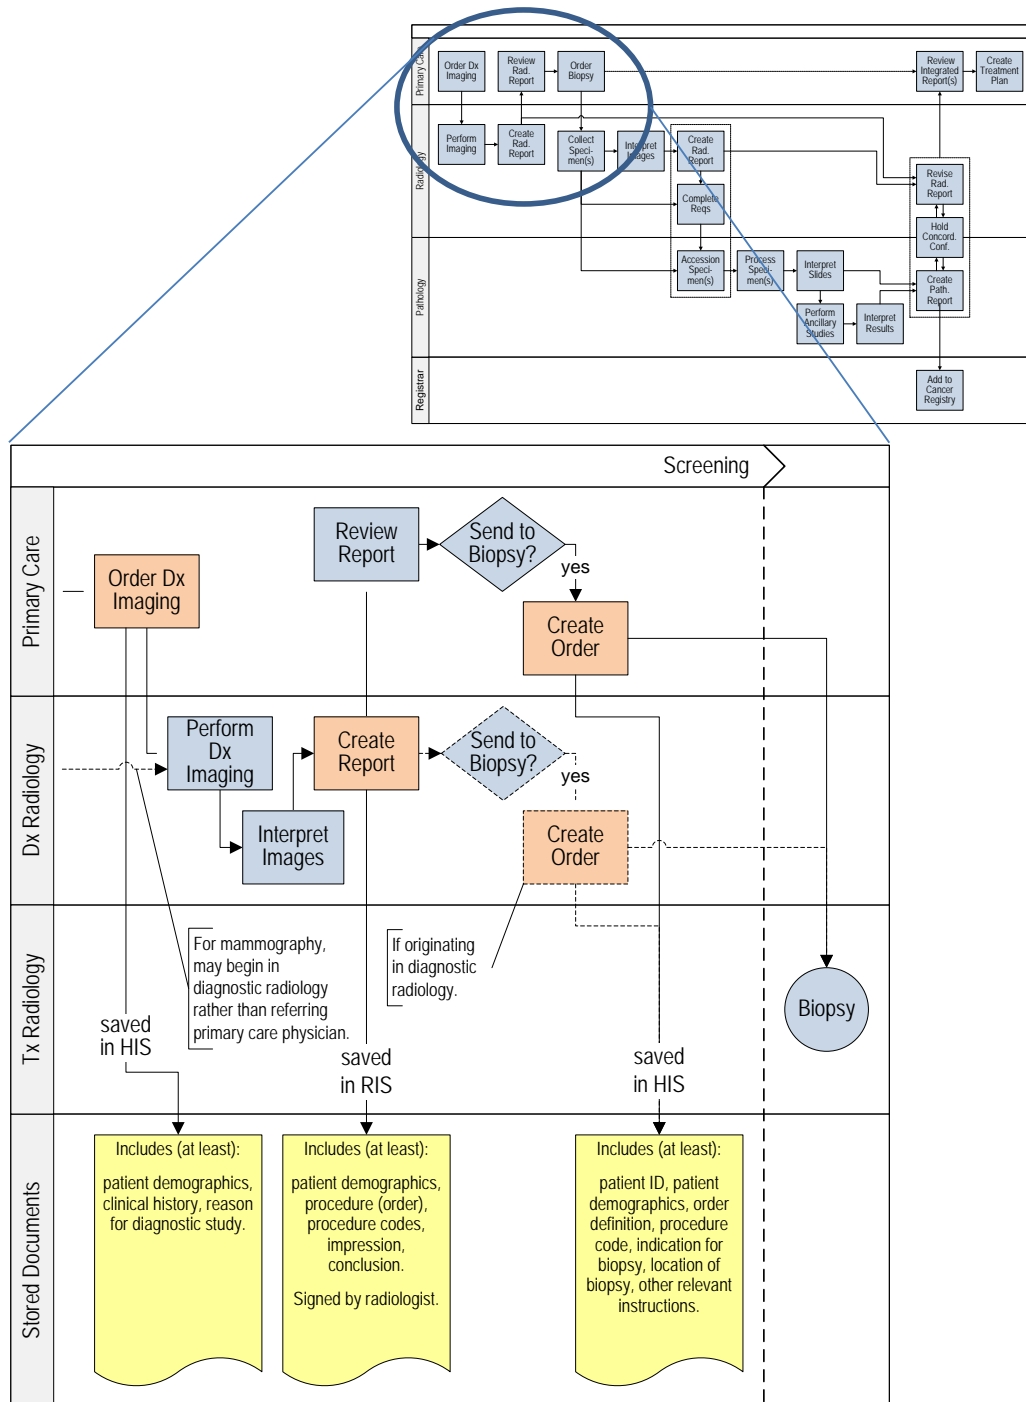 Primary Care
Order Dx
Imaging
Review
Rad.
Report
Order
Biopsy
Review
Integrated
Report(s)
Create
Treatment
Plan
Radiology
Perform
Imaging
Create
Rad.
Report
Collect
Speci-
men(s)
Interpret
Images
Create
Rad.
Report
Complete
Reqs
Revise
Rad.
Report
Hold
Concord.
Conf.
Pathology
Accession
Speci-
men(s)
Process
Speci-
men(s)
Interpret
Slides
Create
Path.
Report
Perform
Ancillary
Studies
Interpret
Results
Registrar
Add to
Cancer
Registry
Screening
Primary Care
Order Dx
Imaging
Review
Report
Send to
Biopsy?
yes
Create
Order
Dx Radiology
Perform
Dx
Imaging
Interpret
Images
Create
Report
Send to
Biopsy?
yes
Create
Order
Tx Radiology
For mammography,
may begin in
diagnostic radiology
rather than referring
primary care physician.
If originating
in diagnostic
radiology.
Biopsy
saved
in HIS
saved
in RIS
saved
in HIS
Stored Documents
Includes (at least):
patient demographics,
clinical history, reason
for diagnostic study.
Includes (at least):
patient demographics,
procedure (order),
procedure codes,
impression,
conclusion.
Signed by radiologist.
Includes (at least):
patient ID, patient
demographics, order
definition, procedure
code, indication for
biopsy, location of
biopsy, other relevant
instructions.